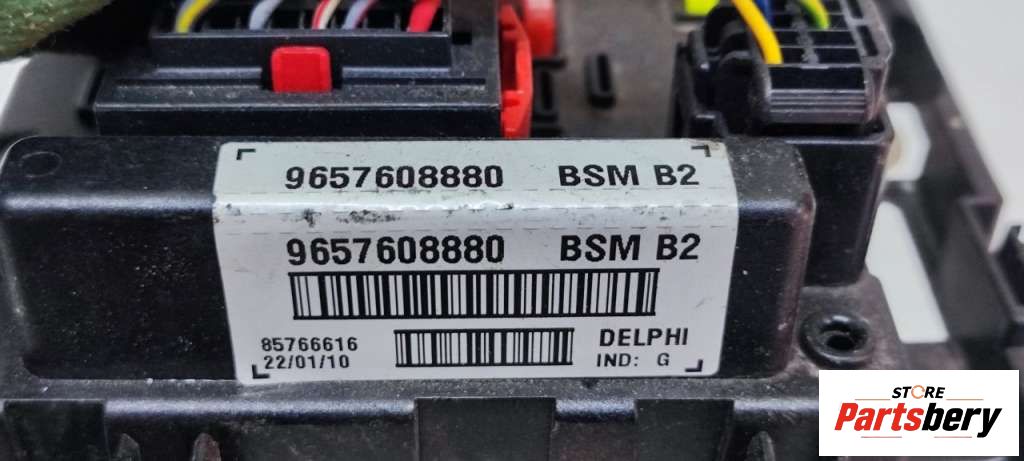 9657608880 BSM B2
9657608880 BSM B2
85766616 DELPHI
22/01/10 IND: G
STORE
Partsbery